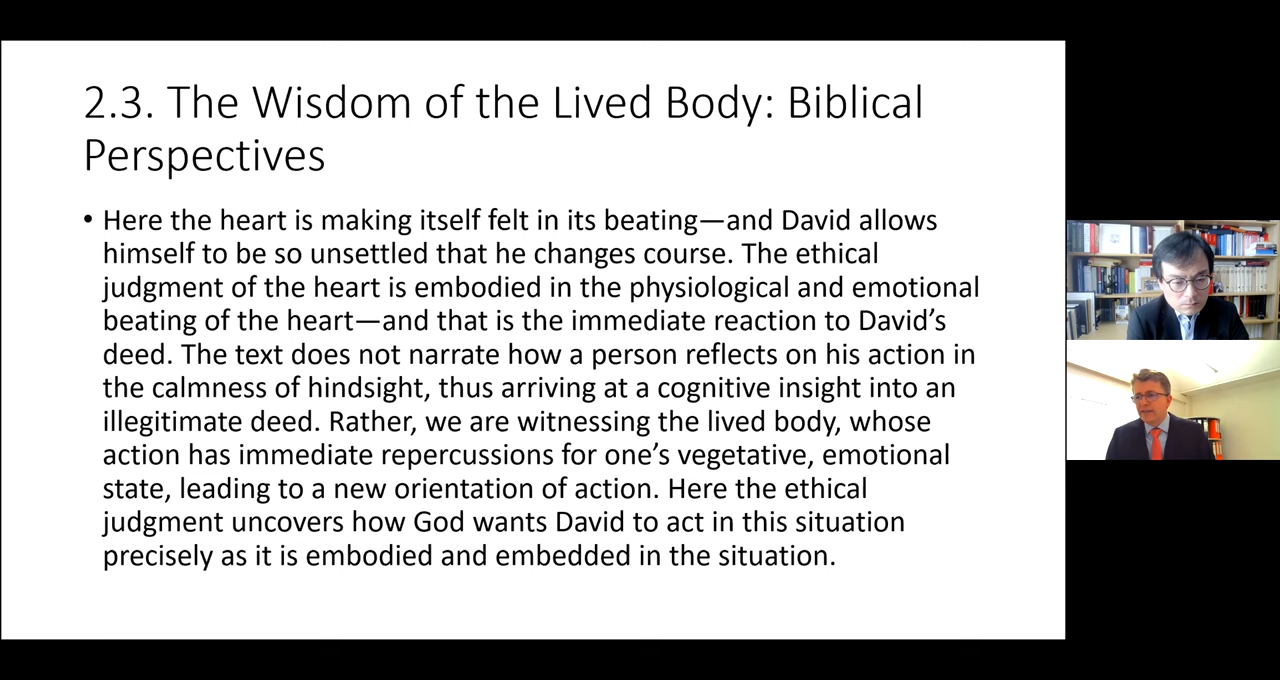 2.3. The Wisdom of the Lived Body: Biblical
Perspectives
• Here the heart is making itself felt in its beating—and David allows
himself to be so unsettled that he changes course. The ethical
judgment of the heart is embodied in the physiological and emotional
beating of the heart—and that is the immediate reaction to David’s
deed. The text does not narrate how a person reflects on his action in
the calmness of hindsight, thus arriving at a cognitive insight into an
illegitimate deed. Rather, we are witnessing the lived body, whose
action has immediate repercussions for one’s vegetative, emotional
state, leading to a new orientation of action. Here the ethical
judgment uncovers how God wants David to act in this situation
precisely as it is embodied and embedded in the situation.